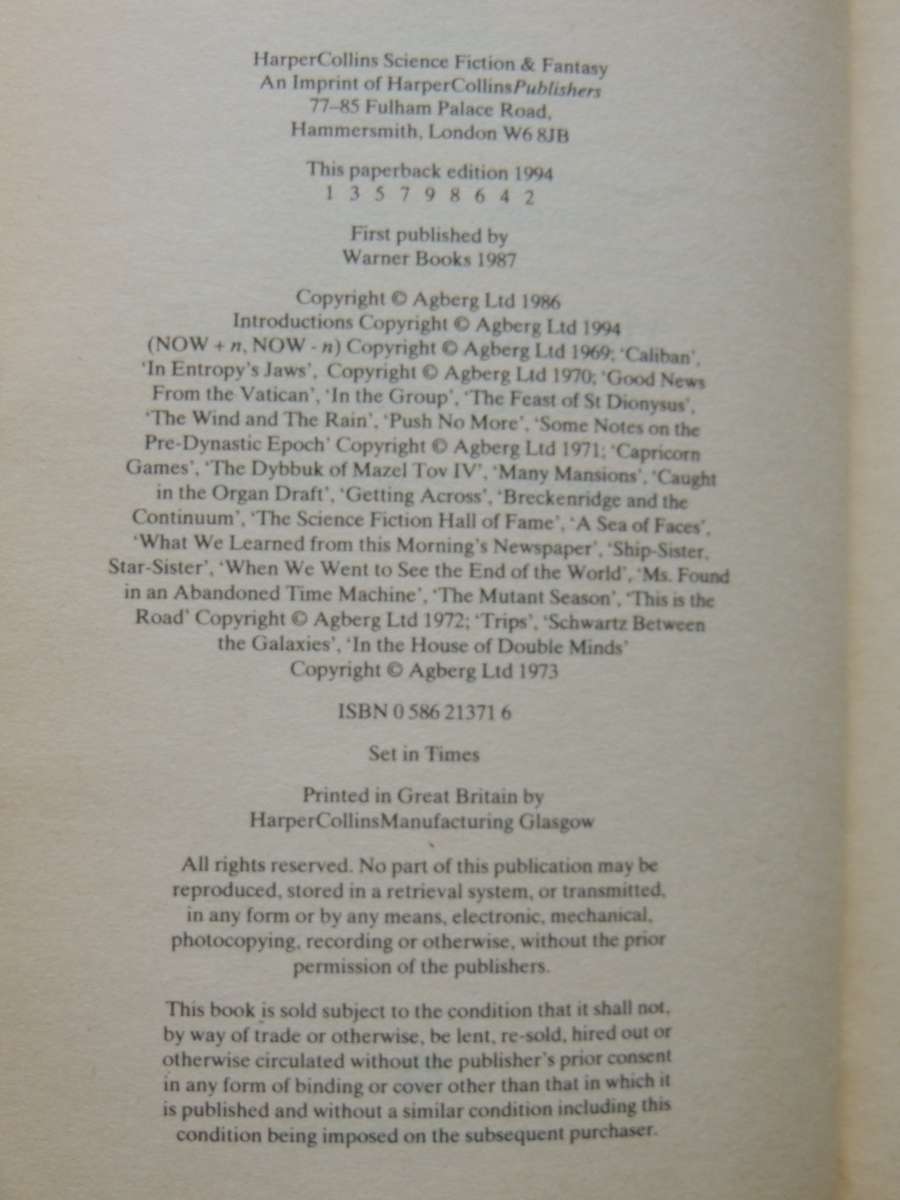 HarperCollins Science Fiction & Fantasy
An Imprint of HarperCollinsPublishers
77–85 Fulham Palace Road,
Hammersmith, London W6 8JB
This paperback edition 1994
1 3 5 7 9 8 6 4 2
First published by
Warner Books 1987
Copyright © Agberg Ltd 1986
Introductions Copyright © Agberg Ltd 1994
(NOW + n, NOW - n) Copyright © Agberg Ltd 1969; ‘Caliban’,
‘In Entropy’s Jaws’, Copyright © Agberg Ltd 1970; ‘Good News
From the Vatican’, ‘In the Group’, ‘The Feast of St Dionysus’,
‘The Wind and The Rain’, ‘Push No More’, ‘Some Notes on the
Pre-Dynastic Epoch’ Copyright © Agberg Ltd 1971; ‘Capricorn
Games’, ‘The Dybbuk of Mazel Tov IV’, ‘Many Mansions’, ‘Caught
in the Organ Draft’, ‘Getting Across’, ‘Breckenridge and the
Continuum’, ‘The Science Fiction Hall of Fame’, ‘A Sea of Faces’,
‘What We Learned from this Morning’s Newspaper’, ‘Ship-Sister,
Star-Sister’, ‘When We Went to See the End of the World’, ‘Ms. Found
in an Abandoned Time Machine’, ‘The Mutant Season’, ‘This is the
Road’ Copyright © Agberg Ltd 1972; ‘Trips’, ‘Schwartz Between
the Galaxies’, ‘In the House of Double Minds’
Copyright © Agberg Ltd 1973
ISBN 0 586 21371 6
Set in Times
Printed in Great Britain by
HarperCollinsManufacturing Glasgow
All rights reserved. No part of this publication may be
reproduced, stored in a retrieval system, or transmitted,
in any form or by any means, electronic, mechanical,
photocopying, recording or otherwise, without the prior
permission of the publishers.
This book is sold subject to the condition that it shall not,
by way of trade or otherwise, be lent, re-sold, hired out or
otherwise circulated without the publisher’s prior consent
in any form of binding or cover other than that in which it
is published and without a similar condition including this
condition being imposed on the subsequent purchaser.